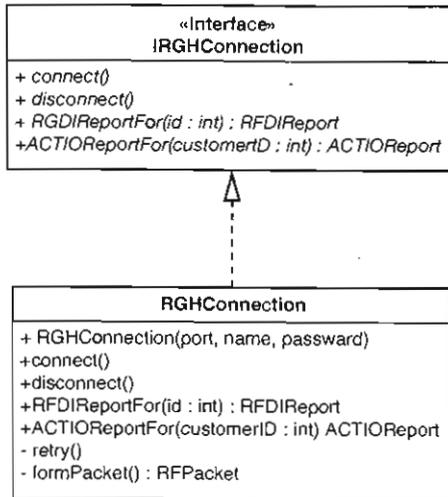 «Interface»
IRGHConnection
+ connect()
+ disconnect()
+ RGDIReportFor(id : int) : RFDIReport
+ACTIOReportFor(customerID : int) : ACTIOReport
RGHConnection
+ RGHConnection(port, name, passward)
+connect()
+disconnect()
+RFDIReportFor(id : int) : RFDIReport
+ACTIOReportFor(customerID : int) ACTIOReport
- retry()
- formPacket() : RFPacket